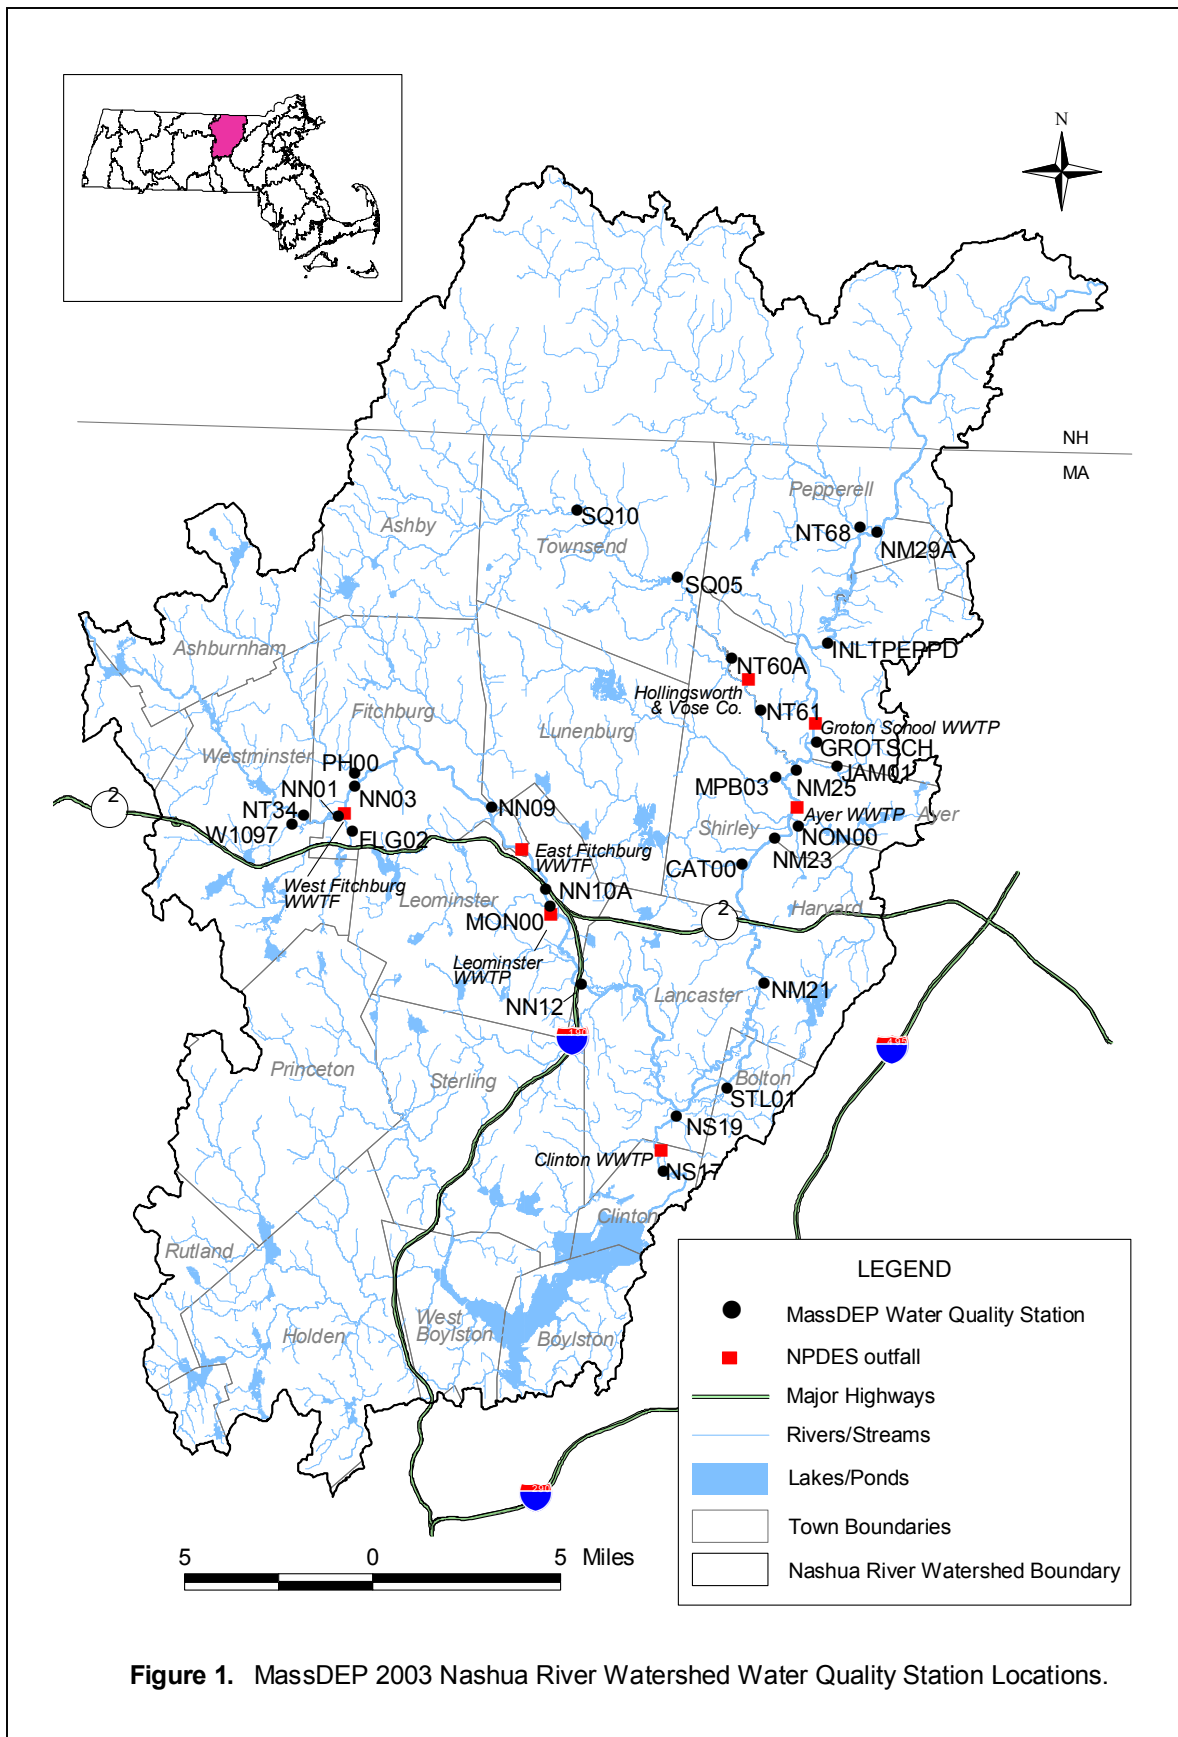 N
NH
MA
Pepperell
Ashby
SQ10
Townsend
NT68
NM29A
SQ05
Ashburnham
INLTPEPPD
NT60A
Hollingsworth
& Vose Co.
NT61
Fitchburg
Lunenburg
Groton School WWTP
GROTSCH
Westminster
PH00
JAM01
NN01
NN03
MPB03
NM25
2
NT34
NN09
Ayer WWTP
Ayer
W1097
FLG02
Shirley
NON00
East Fitchburg
WWTF
NM23
CAT00
West Fitchburg
WWTF
NN10A
Leominster
MON00
2
Harvard
Leominster
WWTP
Lancaster
NM21
NN12
190
495
Princeton
Sterling
Bolton
STL01
NS19
Clinton WWTP
NS17
Clinton
Rutland
West
Boylston
Holden
Boylston
290
LEGEND
MassDEP Water Quality Station
NPDES outfall
Major Highways
Rivers/Streams
Lakes/Ponds
Town Boundaries
Nashua River Watershed Boundary
5 0 5 Miles
Figure 1. MassDEP 2003 Nashua River Watershed Water Quality Station Locations.